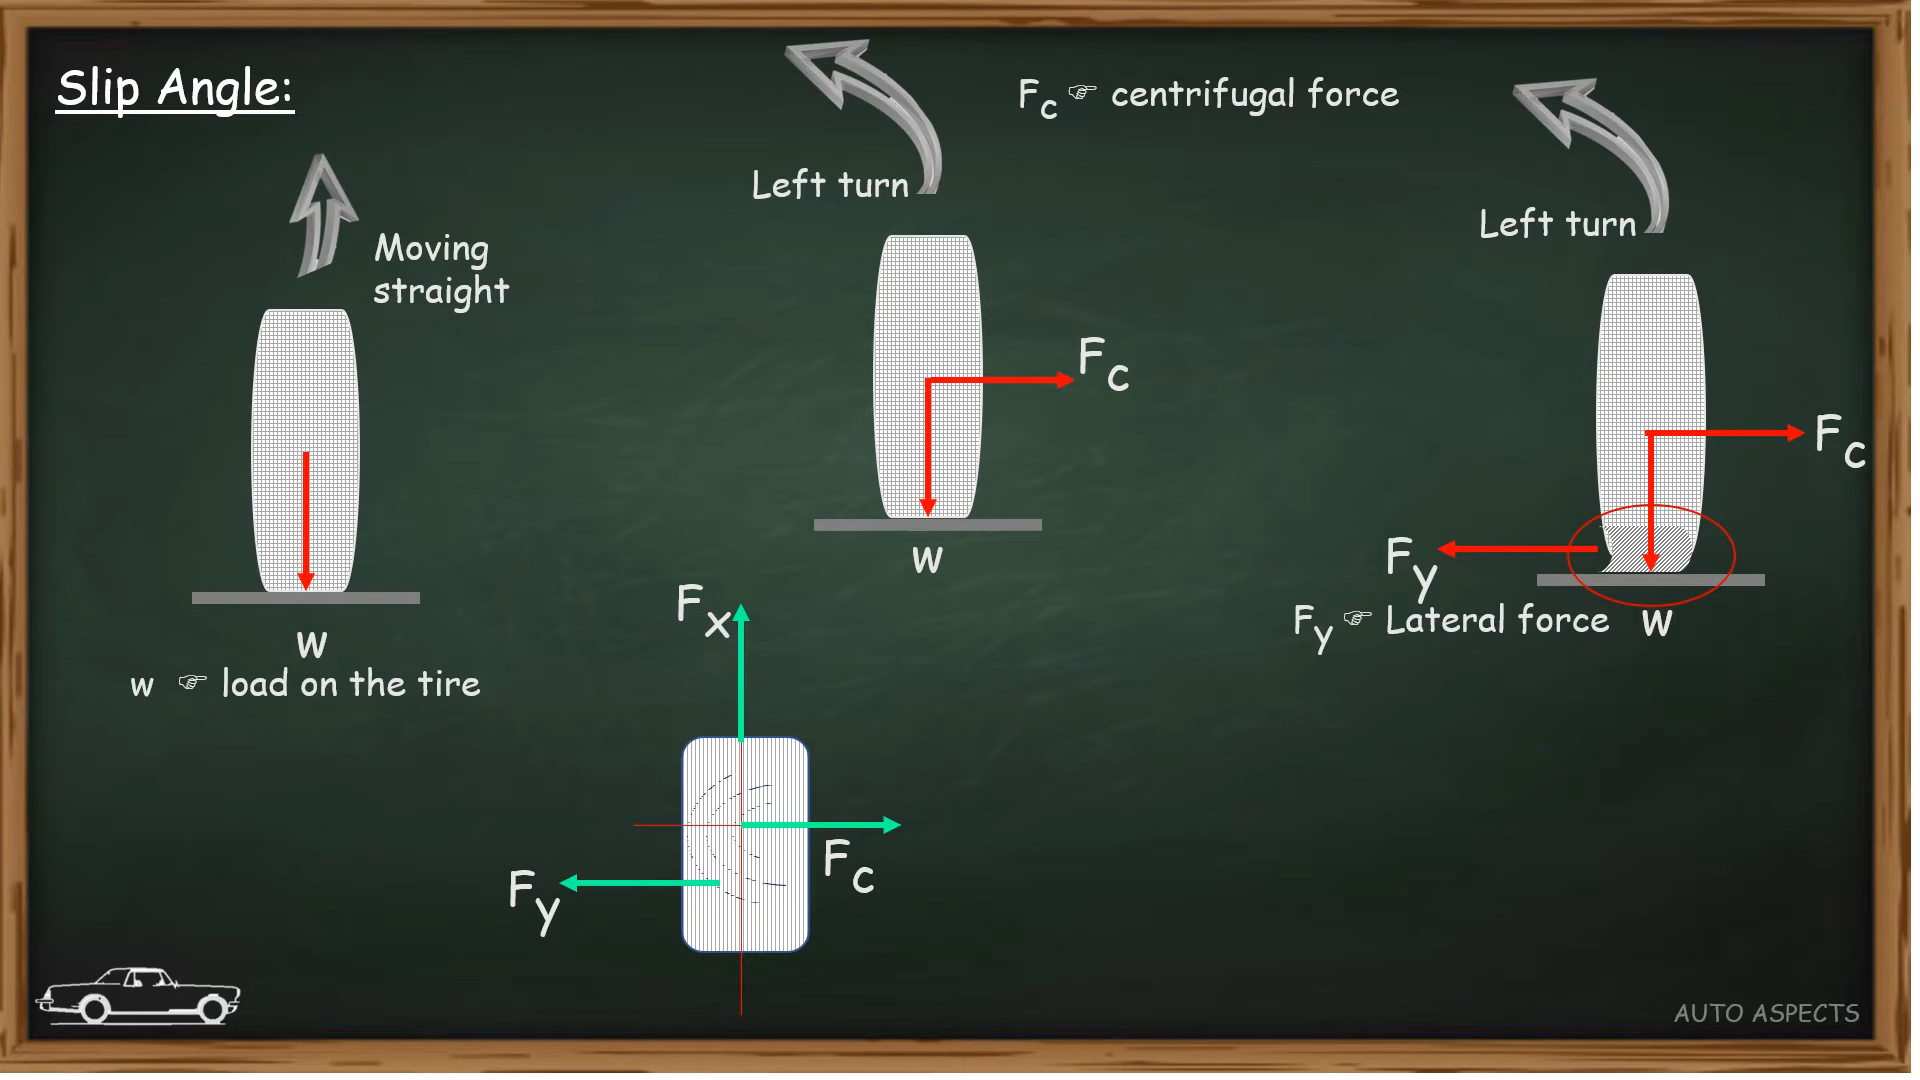 Slip Angle:
Moving
straight
w
w ☞ load on the tire
Left turn
Fc ☞ centrifugal force
Fc
w
Left turn
Fc
Fy
Fy ☞ Lateral force
w
Fx
Fc
Fy
AUTO ASPECTS